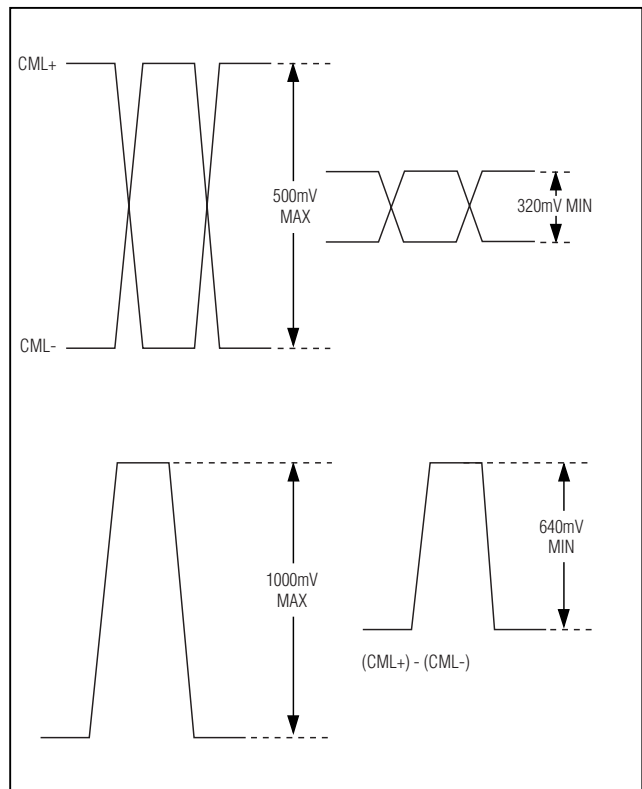 CML+
500mV
MAX
320mV MIN
CML-
1000mV
MAX
640mV
MIN
(CML+) - (CML-)